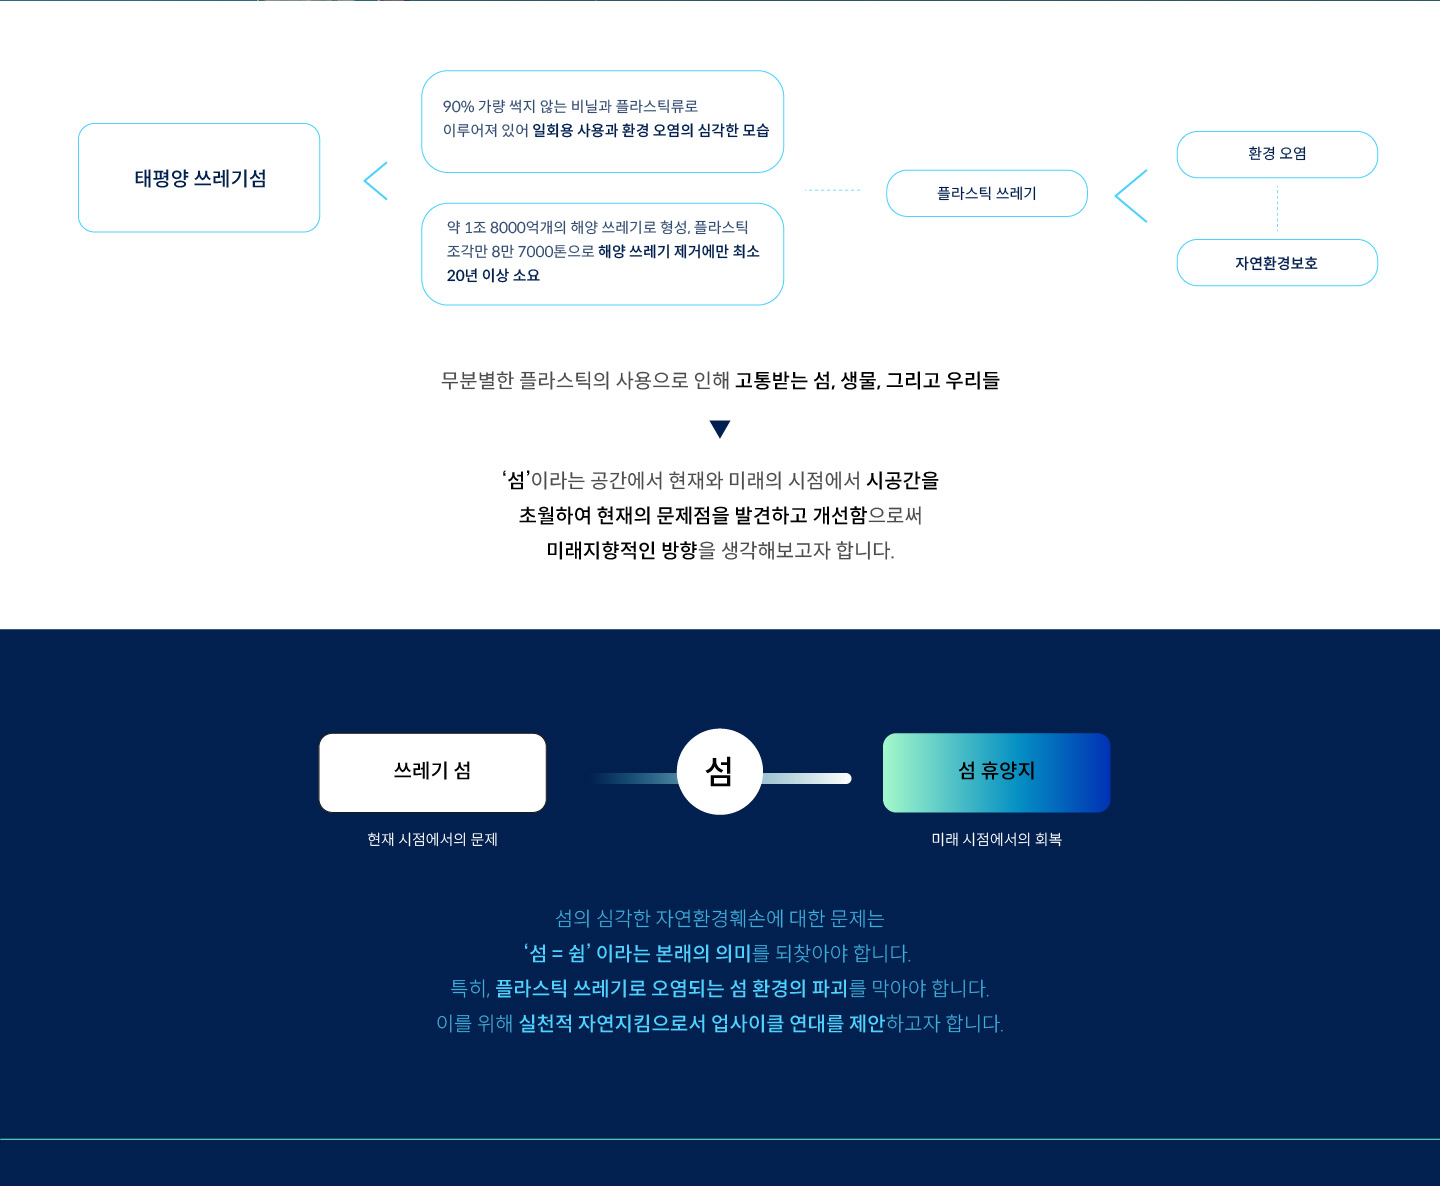 태평양 쓰레기섬
90% 가량 썩지 않는 비닐과 플라스틱류로
이루어져 있어 일회용 사용과 환경 오염의 심각한 모습
약 1조 8000억개의 해양 쓰레기로 형성, 플라스틱
조각만 8만 7000톤으로 해양 쓰레기 제거에만 최소
20년 이상 소요
플라스틱 쓰레기
환경 오염
자연환경보호
무분별한 플라스틱의 사용으로 인해 고통받는 섬, 생물, 그리고 우리들
‘섬’이라는 공간에서 현재와 미래의 시점에서 시공간을
초월하여 현재의 문제점을 발견하고 개선함으로써
미래지향적인 방향을 생각해보고자 합니다.
쓰레기 섬
섬
섬 휴양지
현재 시점에서의 문제
미래 시점에서의 회복
섬의 심각한 자연환경훼손에 대한 문제는
‘섬 = 쉼’ 이라는 본래의 의미를 되찾아야 합니다.
특히, 플라스틱 쓰레기로 오염되는 섬 환경의 파괴를 막아야 합니다.
이를 위해 실천적 자연지킴으로서 업사이클 연대를 제안하고자 합니다.